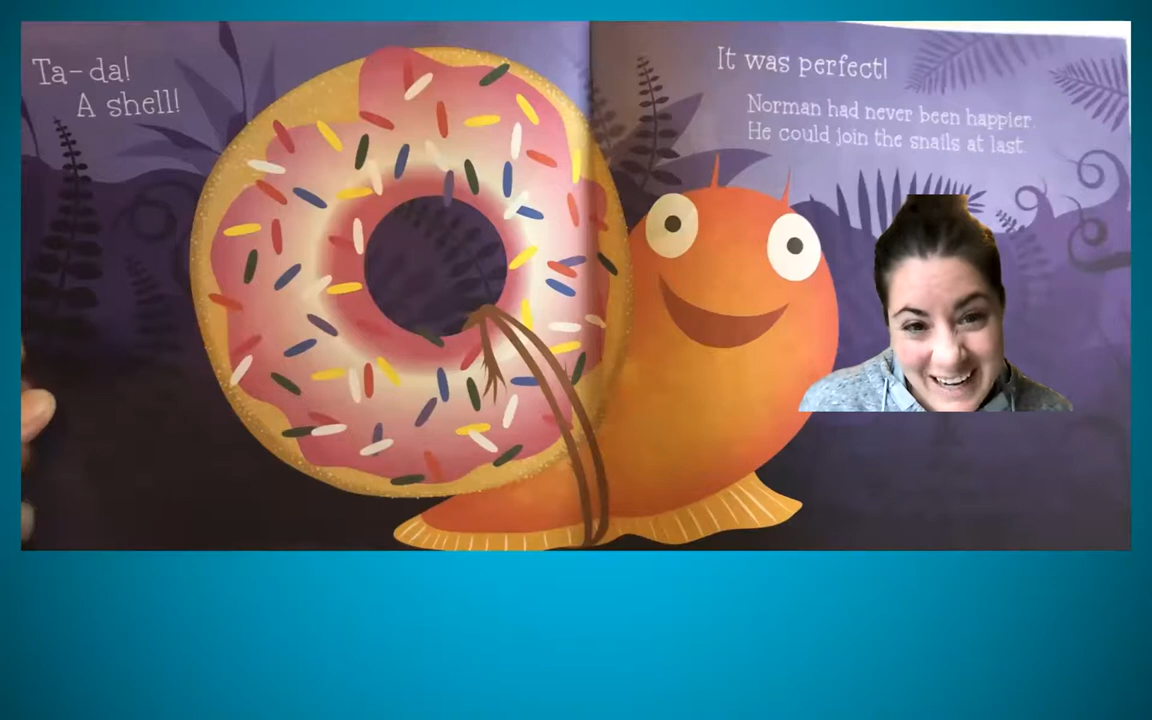 Ta-da!
A shell!
It was perfect!
Norman had never been happier.
He could join the snails at last.